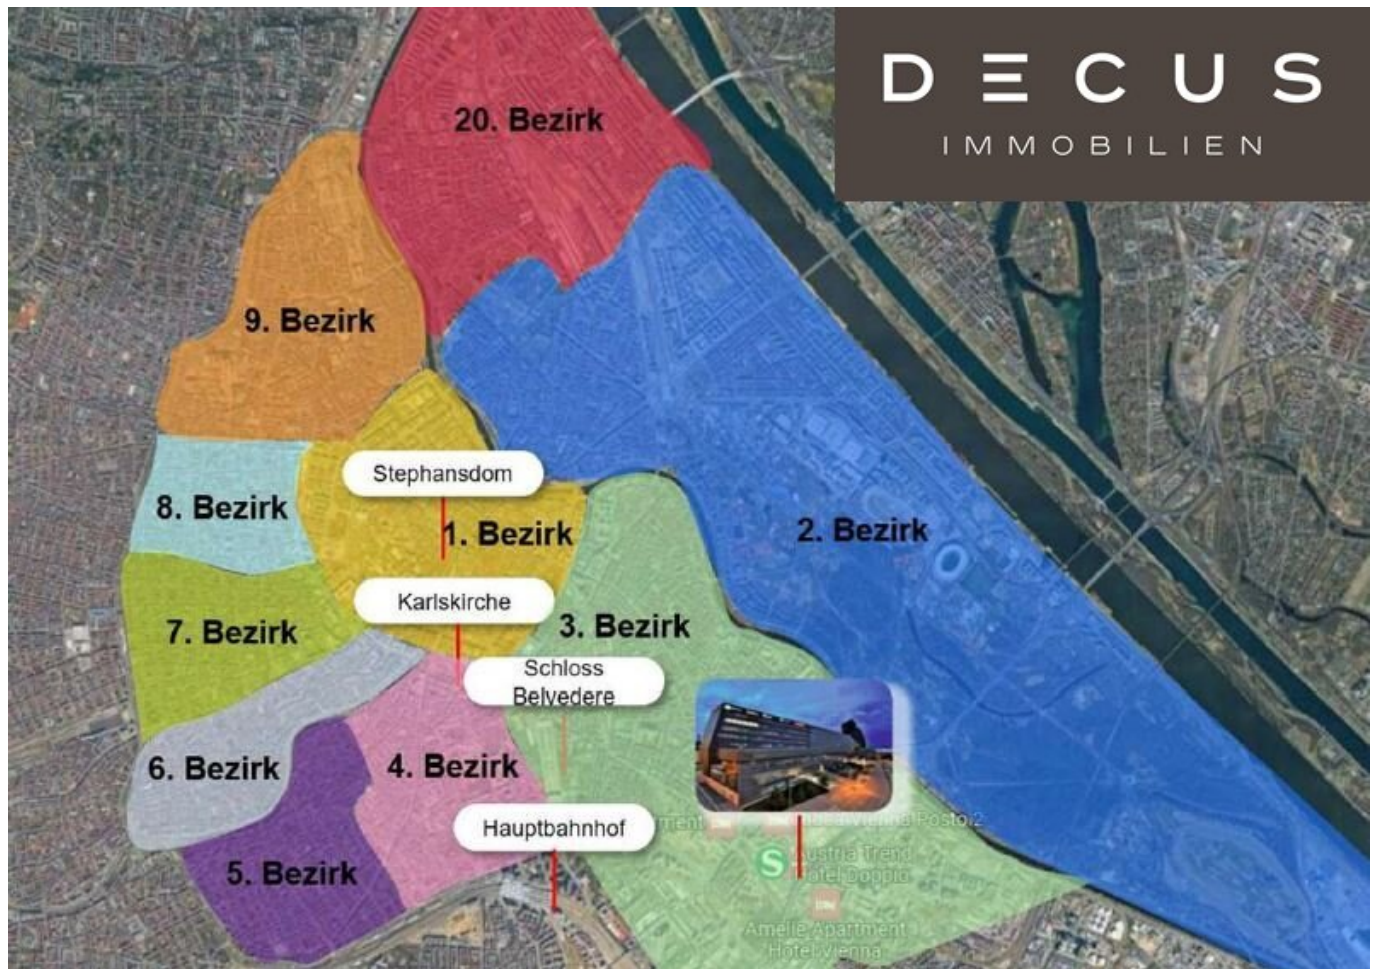 DECUS
IMMOBILIEN
20. Bezirk
9. Bezirk
Stephansdom
8. Bezirk
1. Bezirk
2. Bezirk
Karlskirche
3. Bezirk
7. Bezirk
Schloss
Belvedere
6. Bezirk
4. Bezirk
Hauptbahnhof
S
Austria Trend
Hotel Doppio
5. Bezirk
Amelie Apartment
Hotel Vienna